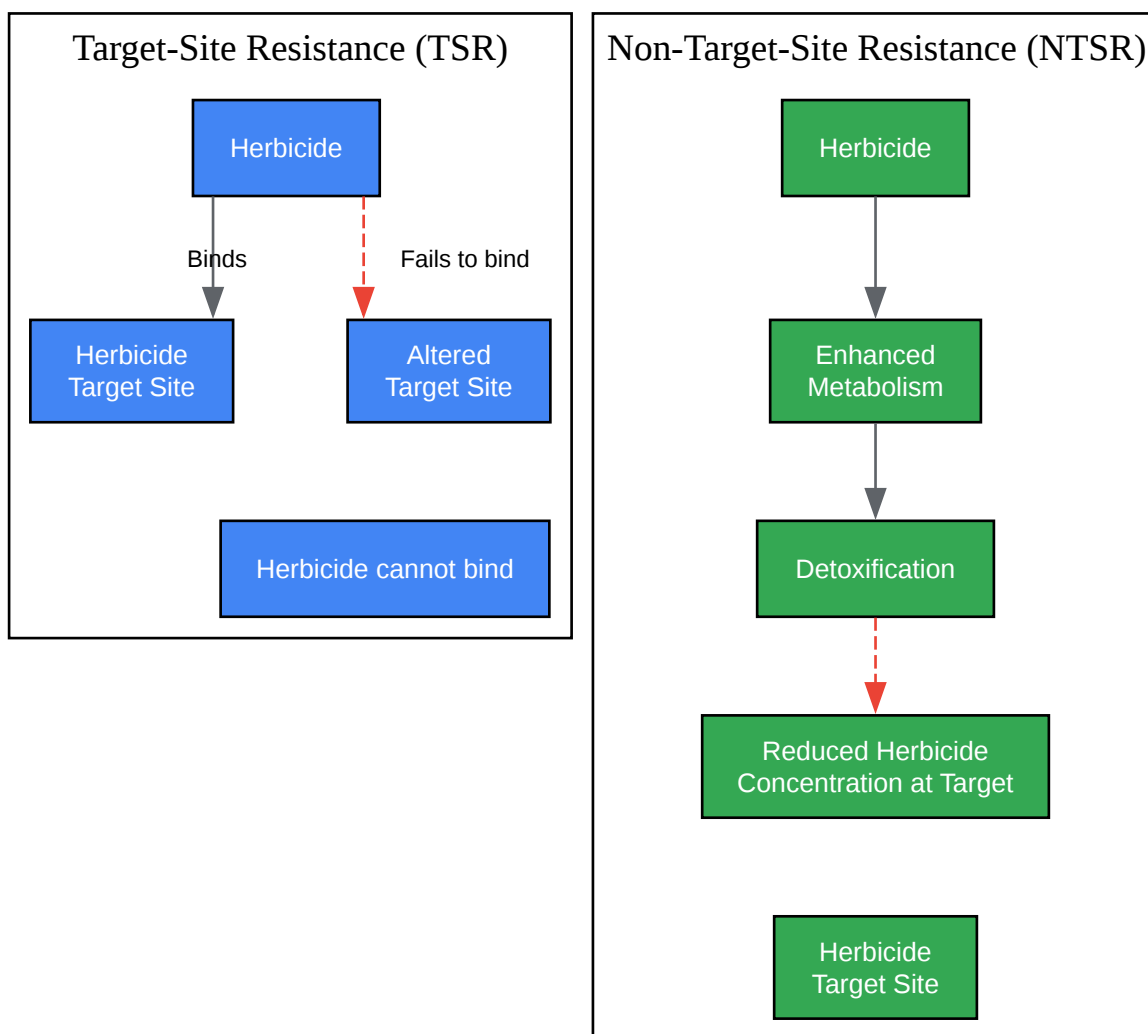 Target-Site Resistance (TSR)
Herbicide
Binds
Fails to bind
Herbicide
Target Site
Altered
Target Site
Herbicide cannot bind
Non-Target-Site Resistance (NTSR)
Herbicide
Enhanced
Metabolism
Detoxification
Reduced Herbicide
Concentration at Target
Herbicide
Target Site